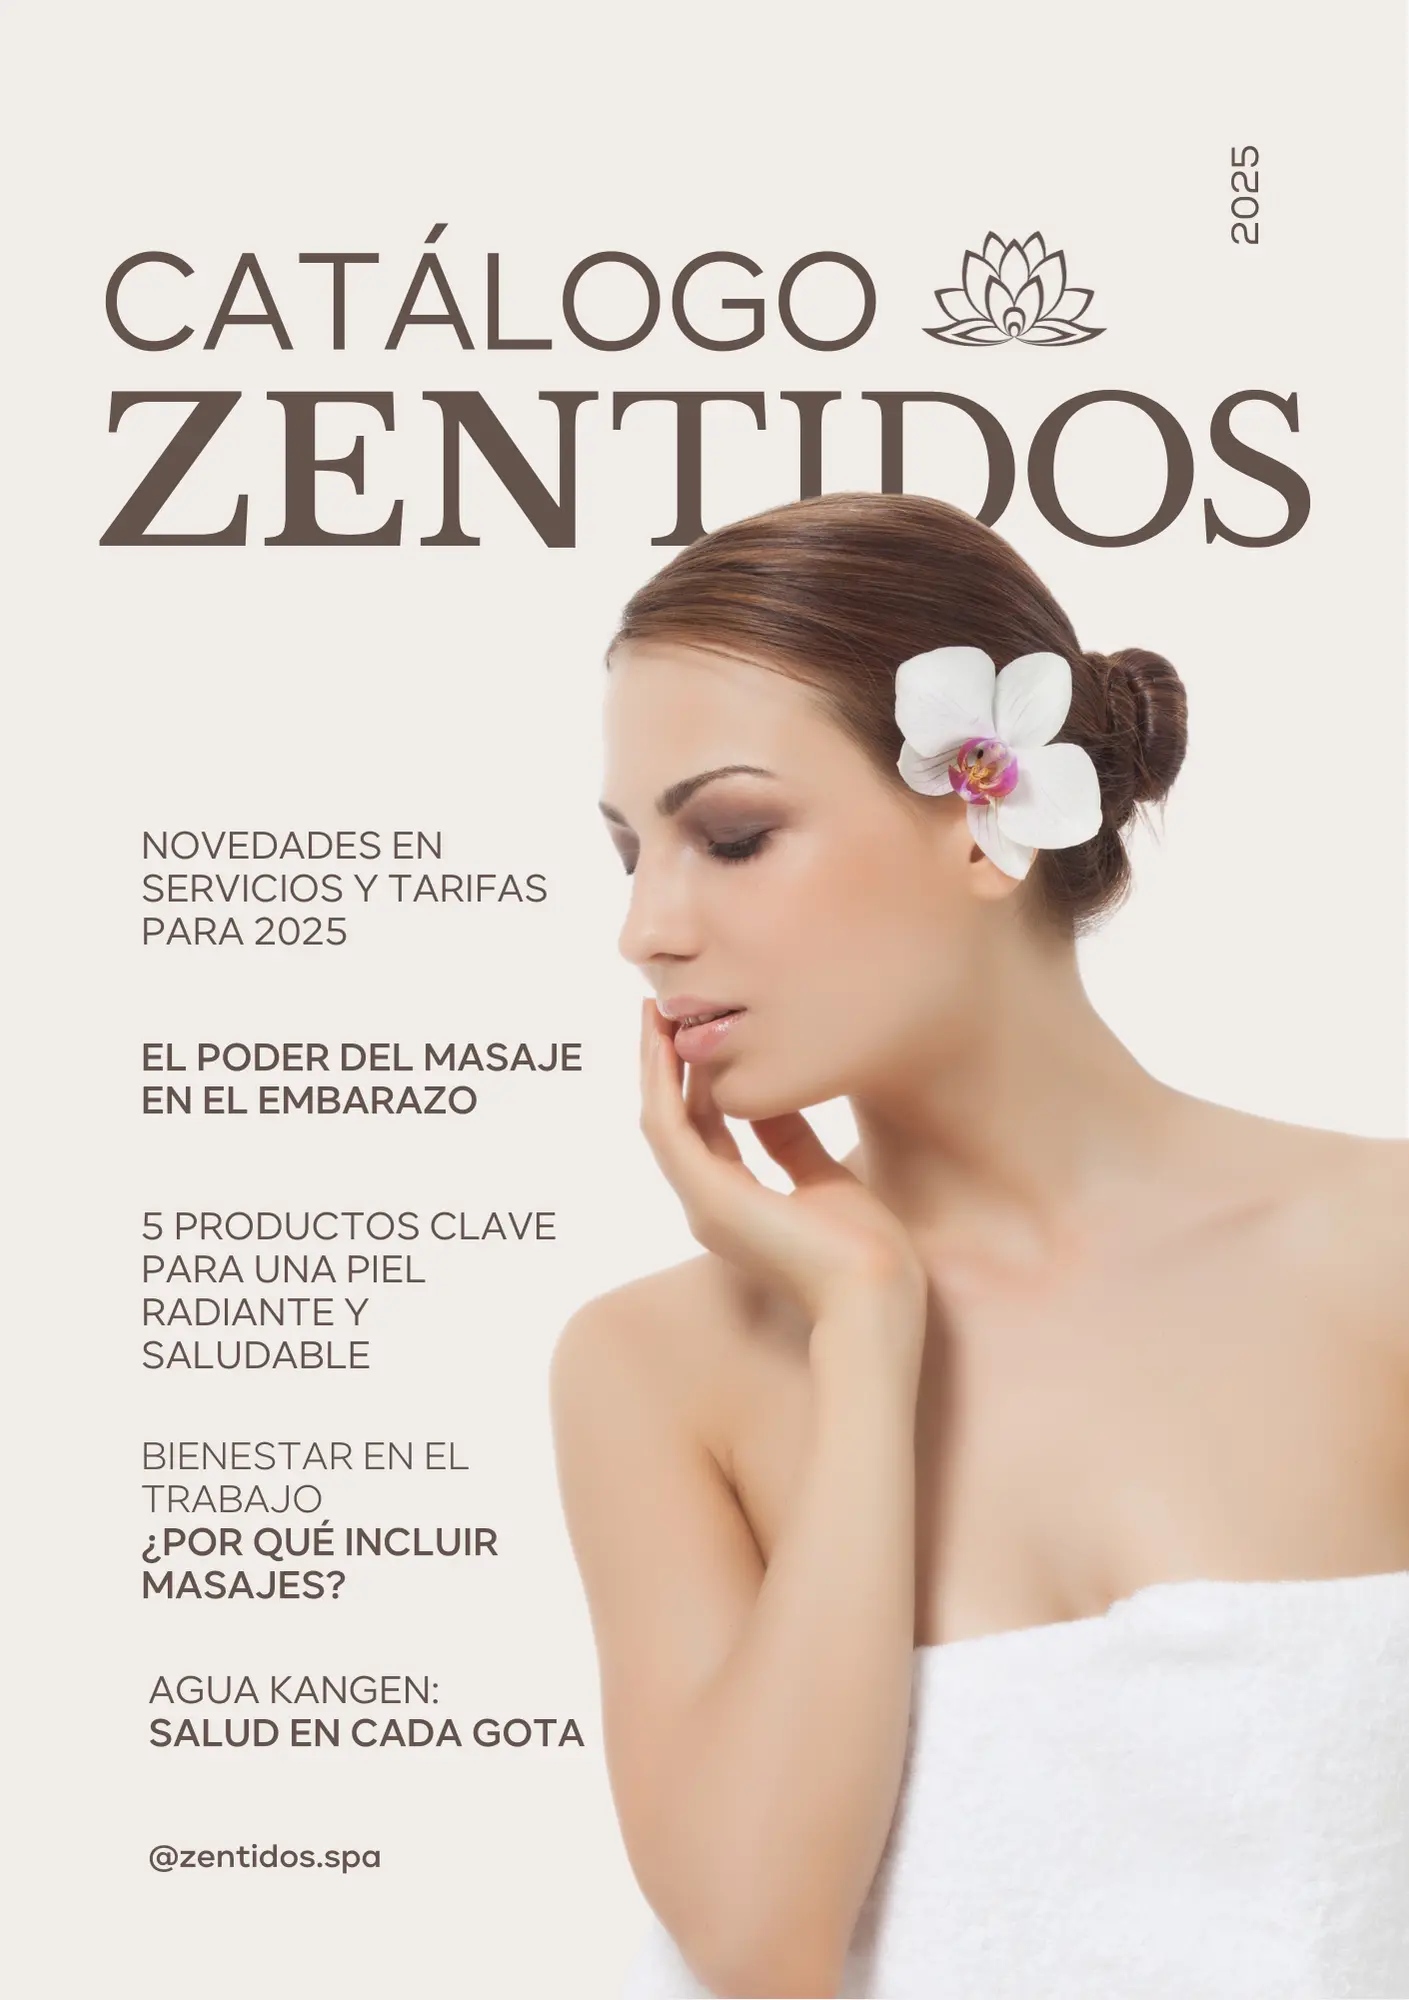 2025
CATÁLOGO
ZENTIDOS
NOVEDADES EN
SERVICIOS Y TARIFAS
PARA 2025
EL PODER DEL MASAJE
EN EL EMBARAZO
5 PRODUCTOS CLAVE
PARA UNA PIEL
RADIANTE Y
SALUDABLE
BIENESTAR EN EL
TRABAJO
¿POR QUÉ INCLUIR
MASAJES?
AGUA KANGEN:
SALUD EN CADA GOTA
@zentidos.spa